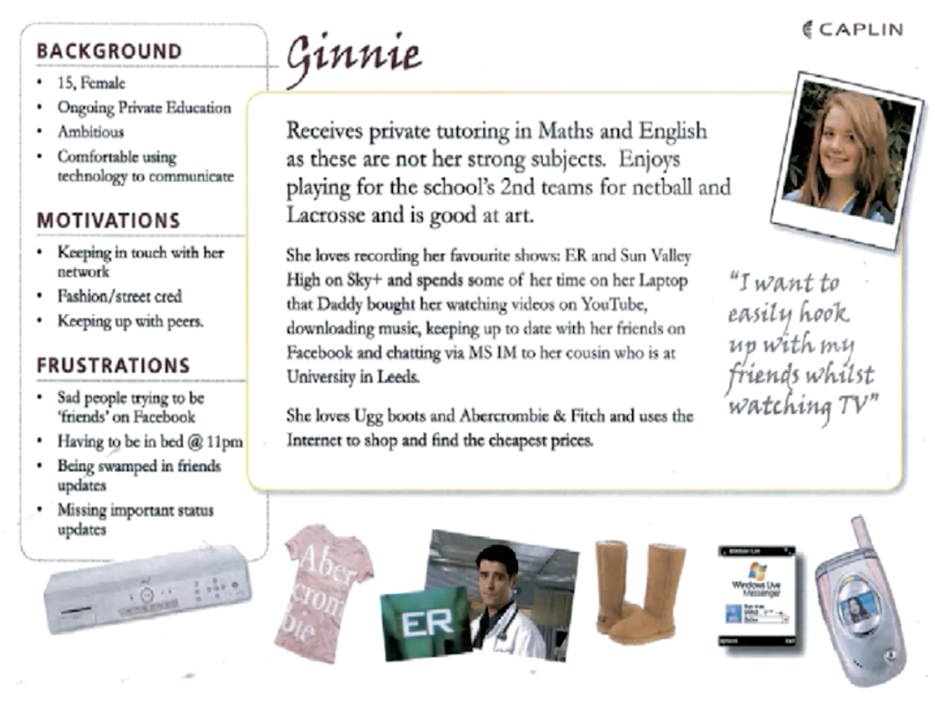 CAPLIN
Ginnie
BACKGROUND
• 15, Female
• Ongoing Private Education
• Ambitious
• Comfortable using
technology to communicate
MOTIVATIONS
• Keeping in touch with her
network
• Fashion/street cred
• Keeping up with peers.
FRUSTRATIONS
• Sad people trying to be
'friends' on Facebook
• Having to be in bed @ 11pm
• Being swamped in friends
updates
• Missing important status
updates
Receives private tutoring in Maths and English
as these are not her strong subjects. Enjoys
playing for the school's 2nd teams for netball and
Lacrosse and is good at art.
She loves recording her favourite shows: ER and Sun Valley
High on Sky+ and spends some of her time on her Laptop
that Daddy bought her watching videos on YouTube,
downloading music, keeping up to date with her friends on
Facebook and chatting via MS IM to her cousin who is at
University in Leeds.
She loves Ugg boots and Abercrombie & Fitch and uses the
Internet to shop and find the cheapest prices.
"I want to
easily hook
up with my
friends whilst
watching TV"
Aber
crom
bie
ER
Windows Live
Windows Live
Messenger